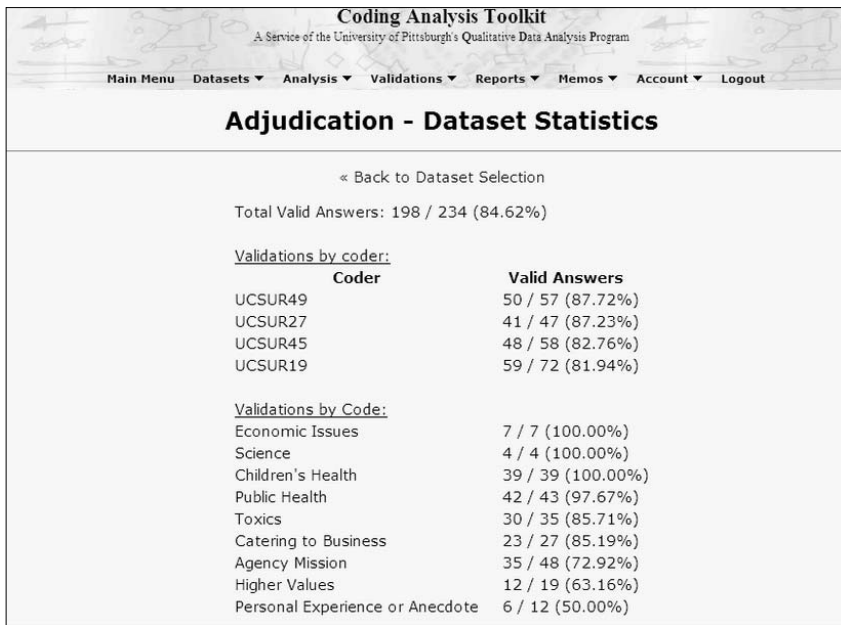 Coding Analysis Toolkit
A Service of the University of Pittsburgh's Qualitative Data Analysis Program
Main Menu Datasets ▼ Analysis ▼ Validations ▼ Reports ▼ Memos ▼ Account ▼ Logout
Adjudication - Dataset Statistics
« Back to Dataset Selection
Total Valid Answers: 198 / 234 (84.62%)
Validations by coder:
Coder Valid Answers
UCSUR49 50 / 57 (87.72%)
UCSUR27 41 / 47 (87.23%)
UCSUR45 48 / 58 (82.76%)
UCSUR19 59 / 72 (81.94%)
Validations by Code:
Economic Issues 7 / 7 (100.00%)
Science 4 / 4 (100.00%)
Children's Health 39 / 39 (100.00%)
Public Health 42 / 43 (97.67%)
Toxics 30 / 35 (85.71%)
Catering to Business 23 / 27 (85.19%)
Agency Mission 35 / 48 (72.92%)
Higher Values 12 / 19 (63.16%)
Personal Experience or Anecdote 6 / 12 (50.00%)